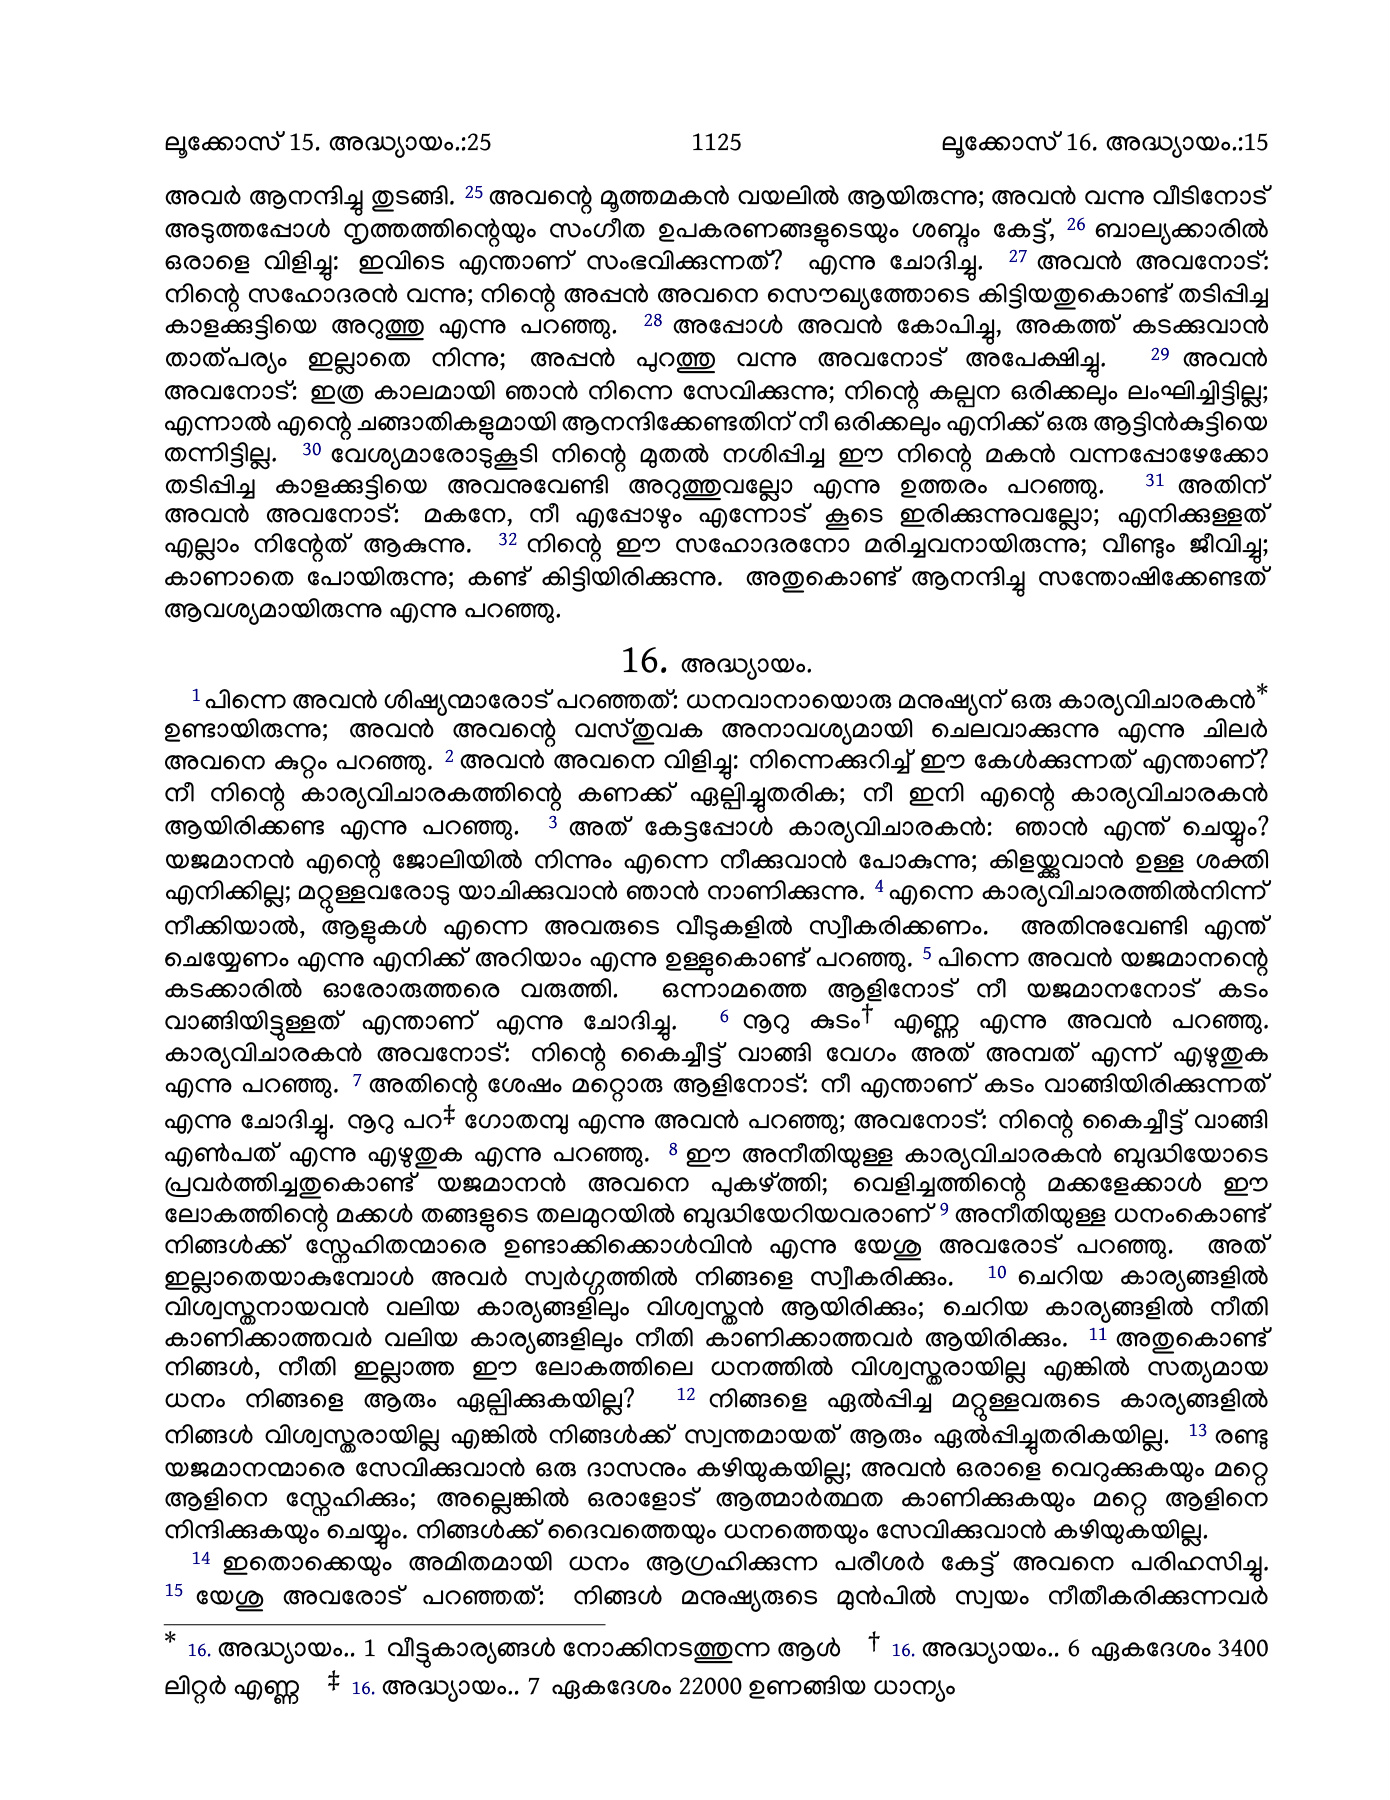 ലൂക്കോസ് 15. അദ്ധ്യായം.:25 1125 ലൂക്കോസ് 16. അദ്ധ്യായം.:15
അവർ ആനന്ദിച്ചു തുടങ്ങി. 25 അവന്റെ മൂത്തമകൻ വയലിൽ ആയിരുന്നു; അവൻ വന്നു വീടിനോട്
അടുത്തപ്പോൾ നൃത്തത്തിന്റെയും സംഗീത ഉപകരണങ്ങളുടെയും ശബ്ദം കേട്ട്, 26 ബാല്യക്കാരിൽ
ഒരാളെ വിളിച്ചു: ഇവിടെ എന്താണ് സംഭവിക്കുന്നത്? എന്നു ചോദിച്ചു. 27 അവൻ അവനോട്:
നിന്റെ സഹോദരൻ വന്നു; നിന്റെ അപ്പൻ അവനെ സൌഖ്യത്തോടെ കിട്ടിയതുകൊണ്ട് തടിപ്പിച്ച
കാളക്കുട്ടിയെ അറുത്തു എന്നു പറഞ്ഞു. 28 അപ്പോൾ അവൻ കോപിച്ചു, അകത്ത് കടക്കുവാൻ
താത്പര്യം ഇല്ലാതെ നിന്നു; അപ്പൻ പുറത്തു വന്നു അവനോട് അപേക്ഷിച്ചു. 29 അവൻ
അവനോട്: ഇത്ര കാലമായി ഞാൻ നിന്നെ സേവിക്കുന്നു; നിന്റെ കല്പന ഒരിക്കലും ലംഘിച്ചിട്ടില്ല;
എന്നാൽ എന്റെ ചങ്ങാതികളുമായി ആനന്ദിക്കേണ്ടതിന് നീ ഒരിക്കലും എനിക്ക് ഒരു ആട്ടിൻകുട്ടിയെ
തന്നിട്ടില്ല. 30 വേശ്യമാരോടുകൂടി നിന്റെ മുതൽ നശിപ്പിച്ച ഈ നിന്റെ മകൻ വന്നപ്പോഴേക്കോ
തടിപ്പിച്ച കാളക്കുട്ടിയെ അവനുവേണ്ടി അറുത്തുവല്ലോ എന്നു ഉത്തരം പറഞ്ഞു. 31 അതിന്
അവൻ അവനോട്: മകനേ, നീ എപ്പോഴും എന്നോട് കൂടെ ഇരിക്കുന്നുവല്ലോ; എനിക്കുള്ളത്
എല്ലാം നിന്റേത് ആകുന്നു. 32 നിന്റെ ഈ സഹോദരനോ മരിച്ചവനായിരുന്നു; വീണ്ടും ജീവിച്ചു;
കാണാതെ പോയിരുന്നു; കണ്ട് കിട്ടിയിരിക്കുന്നു. അതുകൊണ്ട് ആനന്ദിച്ചു സന്തോഷിക്കേണ്ടത്
ആവശ്യമായിരുന്നു എന്നു പറഞ്ഞു.
16. അദ്ധ്യായം.
1 പിന്നെ അവൻ ശിഷ്യന്മാരോട് പറഞ്ഞത്: ധനവാനായൊരു മനുഷ്യന് ഒരു കാര്യവിചാരകൻ*
ഉണ്ടായിരുന്നു; അവൻ അവന്റെ വസ്തുവക അനാവശ്യമായി ചെലവാക്കുന്നു എന്നു ചിലർ
അവനെ കുറ്റം പറഞ്ഞു. 2 അവൻ അവനെ വിളിച്ചു: നിന്നെക്കുറിച്ച് ഈ കേൾക്കുന്നത് എന്താണ്?
നീ നിന്റെ കാര്യവിചാരകത്തിന്റെ കണക്ക് ഏല്പിച്ചുതരിക; നീ ഇനി എന്റെ കാര്യവിചാരകൻ
ആയിരിക്കണ്ട എന്നു പറഞ്ഞു. 3 അത് കേട്ടപ്പോൾ കാര്യവിചാരകൻ: ഞാൻ എന്ത് ചെയ്യും?
യജമാനൻ എന്റെ ജോലിയിൽ നിന്നും എന്നെ നീക്കുവാൻ പോകുന്നു; കിളയ്ക്കുവാൻ ഉള്ള ശക്തി
എനിക്കില്ല; മറ്റുള്ളവരോടു യാചിക്കുവാൻ ഞാൻ നാണിക്കുന്നു. 4 എന്നെ കാര്യവിചാരത്തിൽനിന്ന്
നീക്കിയാൽ, ആളുകൾ എന്നെ അവരുടെ വീടുകളിൽ സ്വീകരിക്കണം. അതിനുവേണ്ടി എന്ത്
ചെയ്യേണം എന്നു എനിക്ക് അറിയാം എന്നു ഉള്ളുകൊണ്ട് പറഞ്ഞു. 5 പിന്നെ അവൻ യജമാനന്റെ
കടക്കാരിൽ ഓരോരുത്തരെ വരുത്തി. ഒന്നാമത്തെ ആളിനോട് നീ യജമാനനോട് കടം
വാങ്ങിയിട്ടുള്ളത് എന്താണ് എന്നു ചോദിച്ചു. 6 നൂറു കുടം† എണ്ണ എന്നു അവൻ പറഞ്ഞു.
കാര്യവിചാരകൻ അവനോട്: നിന്റെ കൈച്ചീട്ട് വാങ്ങി വേഗം അത് അമ്പത് എന്ന് എഴുതുക
എന്നു പറഞ്ഞു. 7 അതിന്റെ ശേഷം മറ്റൊരു ആളിനോട്: നീ എന്താണ് കടം വാങ്ങിയിരിക്കുന്നത്
എന്നു ചോദിച്ചു. നൂറു പറ‡ ഗോതമ്പു എന്നു അവൻ പറഞ്ഞു; അവനോട്: നിന്റെ കൈച്ചീട്ട് വാങ്ങി
എൺപത് എന്നു എഴുതുക എന്നു പറഞ്ഞു. 8 ഈ അനീതിയുള്ള കാര്യവിചാരകൻ ബുദ്ധിയോടെ
പ്രവർത്തിച്ചതുകൊണ്ട് യജമാനൻ അവനെ പുകഴ്ത്തി; വെളിച്ചത്തിന്റെ മക്കളേക്കാൾ ഈ
ലോകത്തിന്റെ മക്കൾ തങ്ങളുടെ തലമുറയിൽ ബുദ്ധിയേറിയവരാണ് 9 അനീതിയുള്ള ധനംകൊണ്ട്
നിങ്ങൾക്ക് സ്നേഹിതന്മാരെ ഉണ്ടാക്കിക്കൊൾവിൻ എന്നു യേശു അവരോട് പറഞ്ഞു. അത്
ഇല്ലാതെയാകുമ്പോൾ അവർ സ്വർഗ്ഗത്തിൽ നിങ്ങളെ സ്വീകരിക്കും. 10 ചെറിയ കാര്യങ്ങളിൽ
വിശ്വസ്തനായവൻ വലിയ കാര്യങ്ങളിലും വിശ്വസ്തൻ ആയിരിക്കും; ചെറിയ കാര്യങ്ങളിൽ നീതി
കാണിക്കാത്തവർ വലിയ കാര്യങ്ങളിലും നീതി കാണിക്കാത്തവർ ആയിരിക്കും. 11 അതുകൊണ്ട്
നിങ്ങൾ, നീതി ഇല്ലാത്ത ഈ ലോകത്തിലെ ധനത്തിൽ വിശ്വസ്തരായില്ല എങ്കിൽ സത്യമായ
ധനം നിങ്ങളെ ആരും ഏല്പിക്കുകയില്ല? 12 നിങ്ങളെ ഏൽപ്പിച്ച മറ്റുള്ളവരുടെ കാര്യങ്ങളിൽ
നിങ്ങൾ വിശ്വസ്തരായില്ല എങ്കിൽ നിങ്ങൾക്ക് സ്വന്തമായത് ആരും ഏൽപ്പിച്ചുതരികയില്ല. 13 രണ്ടു
യജമാനന്മാരെ സേവിക്കുവാൻ ഒരു ദാസനും കഴിയുകയില്ല; അവൻ ഒരാളെ വെറുക്കുകയും മറ്റെ
ആളിനെ സ്നേഹിക്കും; അല്ലെങ്കിൽ ഒരാളോട് ആത്മാർത്ഥത കാണിക്കുകയും മറ്റെ ആളിനെ
നിന്ദിക്കുകയും ചെയ്യും. നിങ്ങൾക്ക് ദൈവത്തെയും ധനത്തെയും സേവിക്കുവാൻ കഴിയുകയില്ല.
14 ഇതൊക്കെയും അമിതമായി ധനം ആഗ്രഹിക്കുന്ന പരീശർ കേട്ട് അവനെ പരിഹസിച്ചു.
15 യേശു അവരോട് പറഞ്ഞത്: നിങ്ങൾ മനുഷ്യരുടെ മുൻപിൽ സ്വയം നീതീകരിക്കുന്നവർ
* 16. അദ്ധ്യായം.. 1 വീട്ടുകാര്യങ്ങൾ നോക്കിനടത്തുന്ന ആൾ † 16. അദ്ധ്യായം.. 6 ഏകദേശം 3400
ലിറ്റർ എണ്ണ ‡ 16. അദ്ധ്യായം.. 7 ഏകദേശം 22000 ഉണങ്ങിയ ധാന്യം